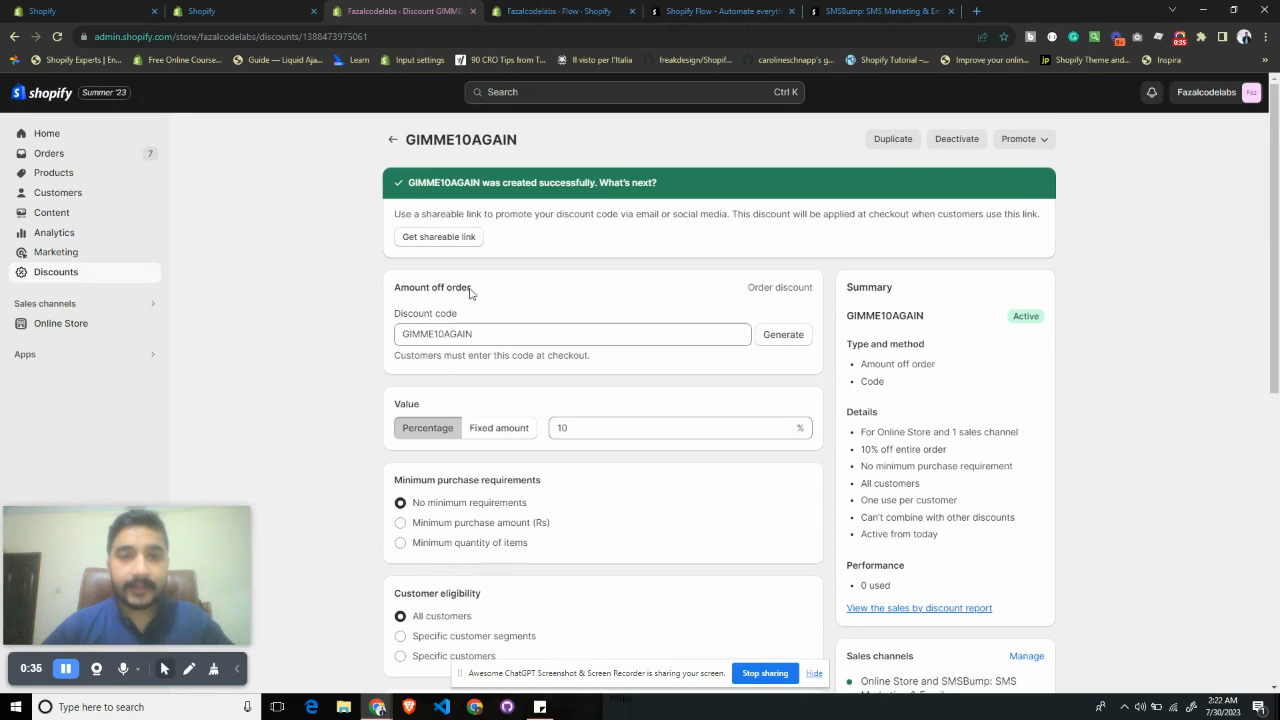 Shopify
Shopify
Fazalcodelabs - Discount GIMME
Fazalcodelabs - Flow - Shopify
Shopify Flow - Automate everyth
SMSBump: SMS Marketing & Em
admin.shopify.com/store/fazalcodelabs/discounts/1388473975061
Shopify Experts | En...
Free Online Course...
Guide — Liquid Aja...
Learn
Input settings
90 CRO Tips from T...
Il visto per l'Italia
freakdesign/Shopif...
carolineschnapp's g...
Shopify Tutorial –...
Improve your online...
Shopify Theme and...
Inspira
shopify
Summer '23
Search
Ctrl K
Fazalcodelabs
Faz
Home
Orders
7
Products
Customers
Content
Analytics
Marketing
Discounts
Sales channels
Online Store
Apps
GIMME10AGAIN
Duplicate
Deactivate
Promote
GIMME10AGAIN was created successfully. What's next?
Use a shareable link to promote your discount code via email or social media. This discount will be applied at checkout when customers use this link.
Get shareable link
Amount off order
Order discount
Discount code
GIMME10AGAIN
Generate
Customers must enter this code at checkout.
Value
Percentage
Fixed amount
10
%
Minimum purchase requirements
No minimum requirements
Minimum purchase amount (Rs)
Minimum quantity of items
Customer eligibility
All customers
Specific customer segments
Specific customers
Summary
GIMME10AGAIN
Active
Type and method
Amount off order
Code
Details
For Online Store and 1 sales channel
10% off entire order
No minimum purchase requirement
All customers
One use per customer
Can't combine with other discounts
Active from today
Performance
0 used
View the sales by discount report
Sales channels
Manage
Online Store and SMSBump: SMS
0:35
Awesome ChatGPT Screenshot & Screen Recorder is sharing your screen.
Stop sharing
Hide
Type here to search
2:22 AM
7/30/2023